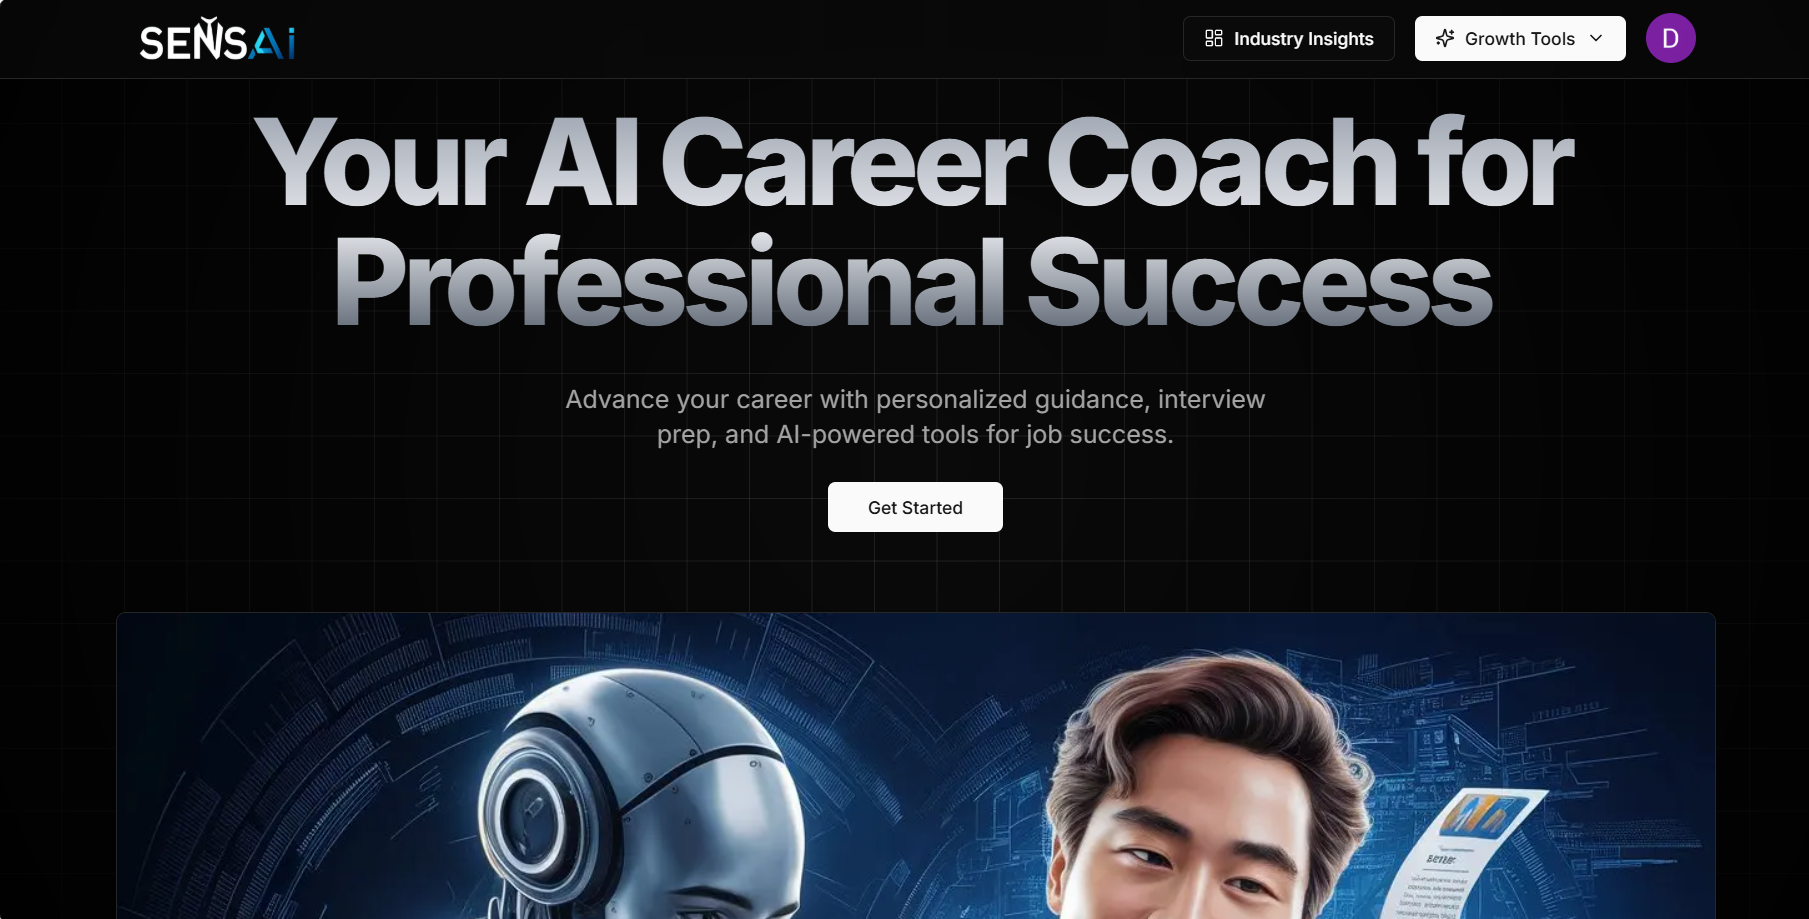 SENSAi
Industry Insights
Growth Tools
D
Your AI Career Coach for
Professional Success
Advance your career with personalized guidance, interview
prep, and AI-powered tools for job success.
Get Started